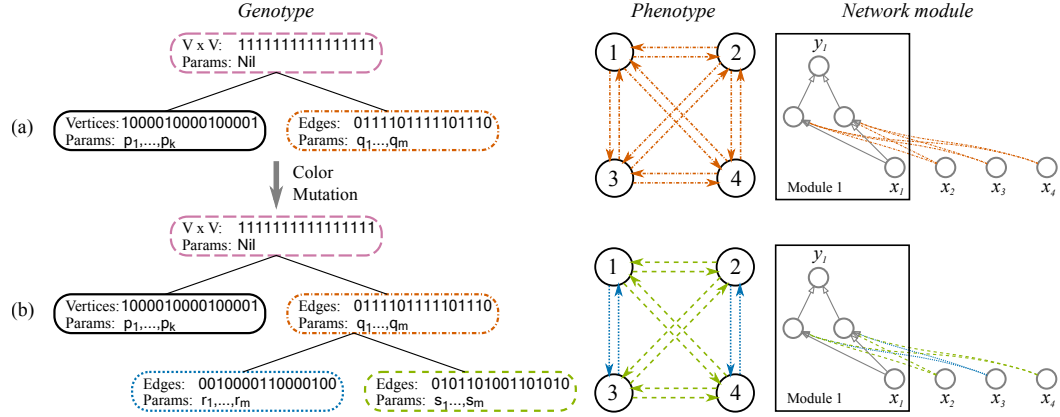 Genotype
Phenotype
Network module
V x V: 1111111111111111
Params: Nil
(a)
Vertices:1000010000100001
Params: p1,...,pk
Edges: 0111101111101110
Params: q1...,qm
Color
Mutation
1
2
3
4
y1
Module 1
x1
x2
x3
x4
V x V: 1111111111111111
Params: Nil
(b)
Vertices:1000010000100001
Params: p1,...,pk
Edges: 0111101111101110
Params: q1...,qm
Edges: 0010000110000100
Params: r1,...,rm
Edges: 0101101001101010
Params: s1...,sm
1
2
3
4
y1
Module 1
x1
x2
x3
x4